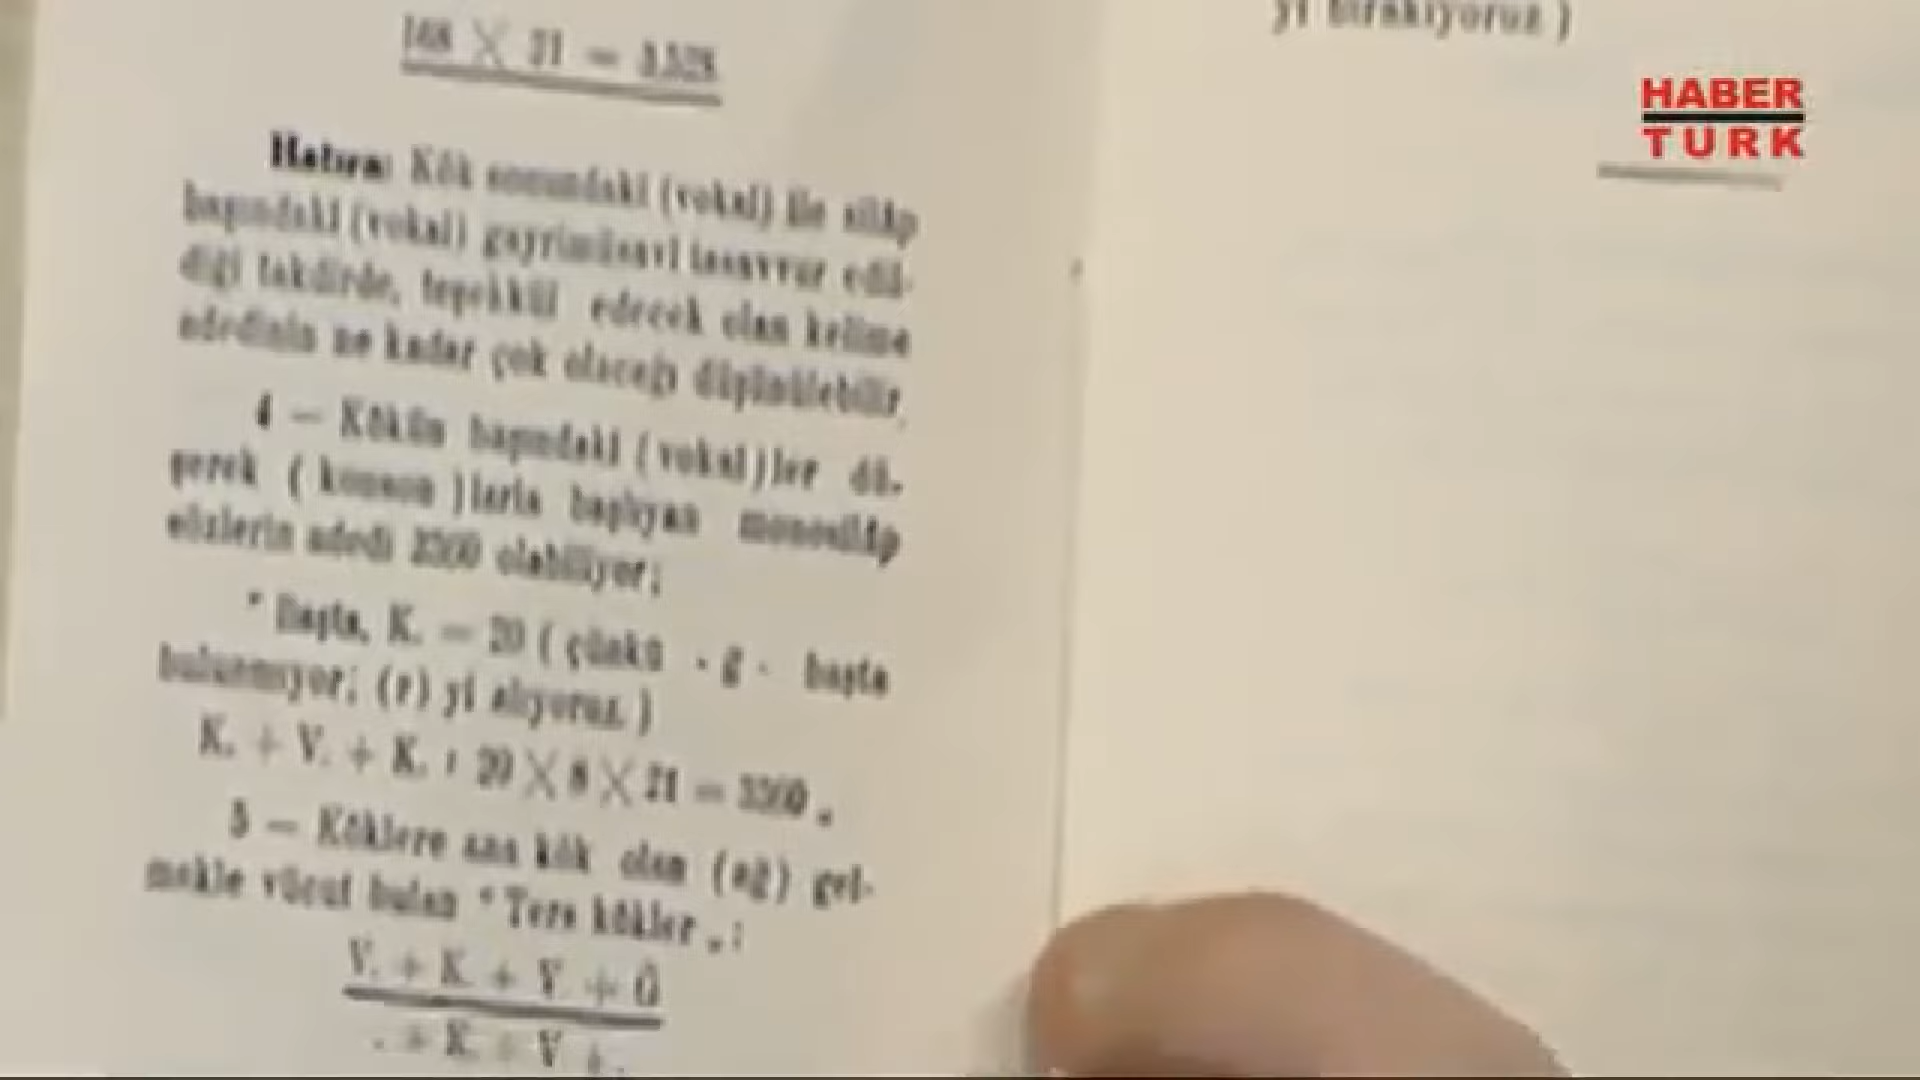 168 X 21 = 3.528
Hatıra: Kök sonundaki (vokal) ile silâp
başındaki (vokal) gayrimüsavi tasavvur edil-
diği takdirde, teşekkül edecek olan kelime
adedinin ne kadar çok olacağı düşünülebilir.
4 — Kökün başındaki (vokal)ler dü-
şerek (konson)larla başlıyan monosilâp
sözlerin adedi 3360 olabiliyor;
" Başta, K. = 20 ( çünkü . ğ . başta
bulunmıyor; (r) yi alıyoruz. )
K. + V. + K. : 20 X 8 X 21 = 3360 „
5 — Köklere ana kök olan (ağ) gel-
mekle vücut bulan " Ters kökler „ :
V. + K + V + Ğ
. + K + V + .
yi bırakıyoruz )
HABER
TURK